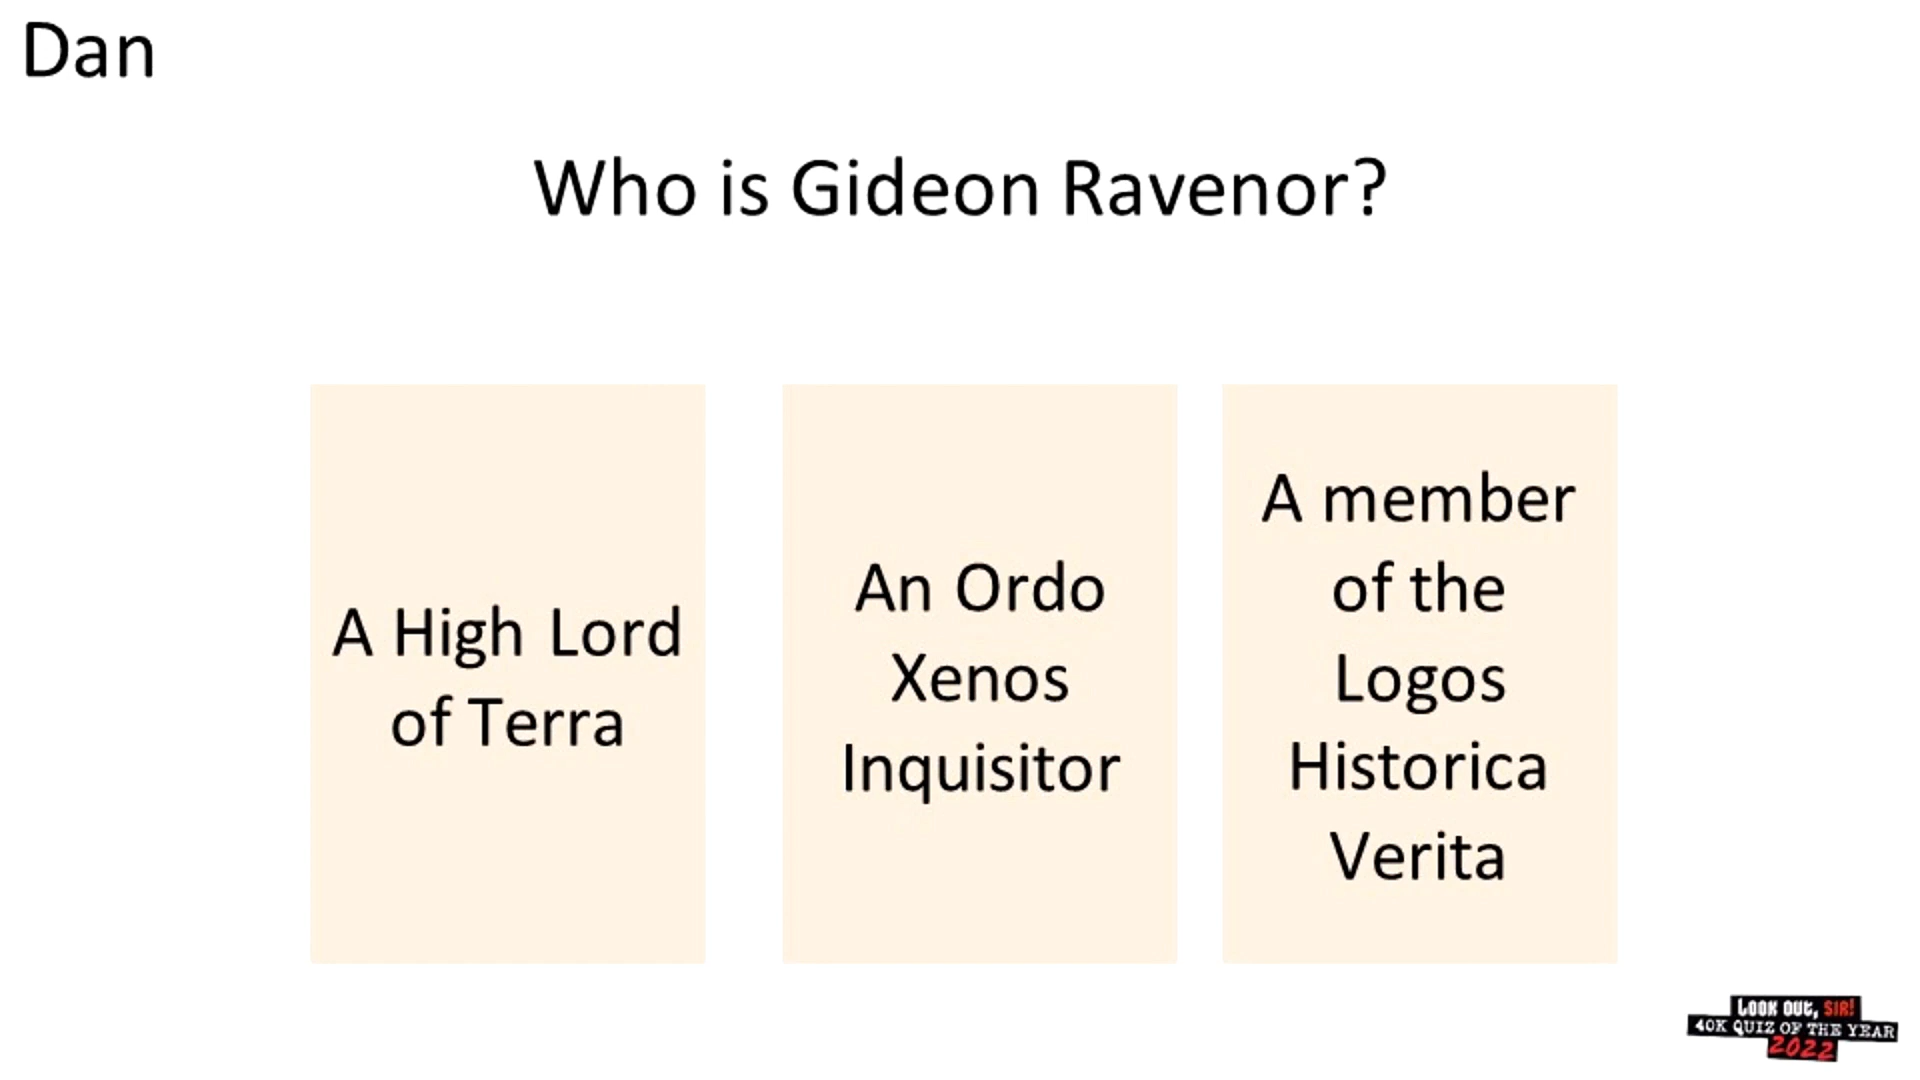 Dan
Who is Gideon Ravenor?
A High Lord
of Terra
An Ordo
Xenos
Inquisitor
A member
of the
Logos
Historica
Verita
LOOK OUT, SIR!
40K QUIZ OF THE YEAR
2022